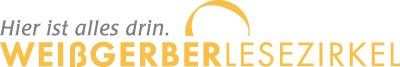 Hier ist alles drin.
WEIßGERBERLESEZIRKEL